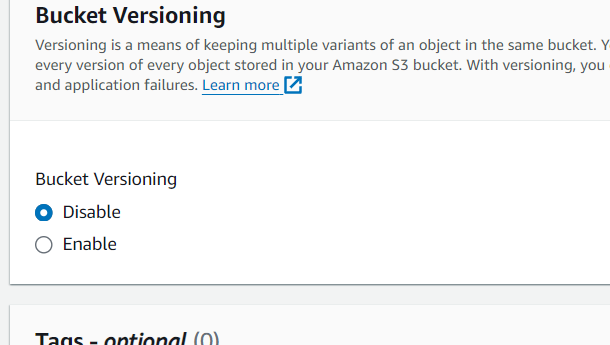 Bucket Versioning
Versioning is a means of keeping multiple variants of an object in the same bucket.
every version of every object stored in your Amazon S3 bucket. With versioning, you
and application failures. Learn more
Bucket Versioning
Disable
Enable
Tags - optional (0)